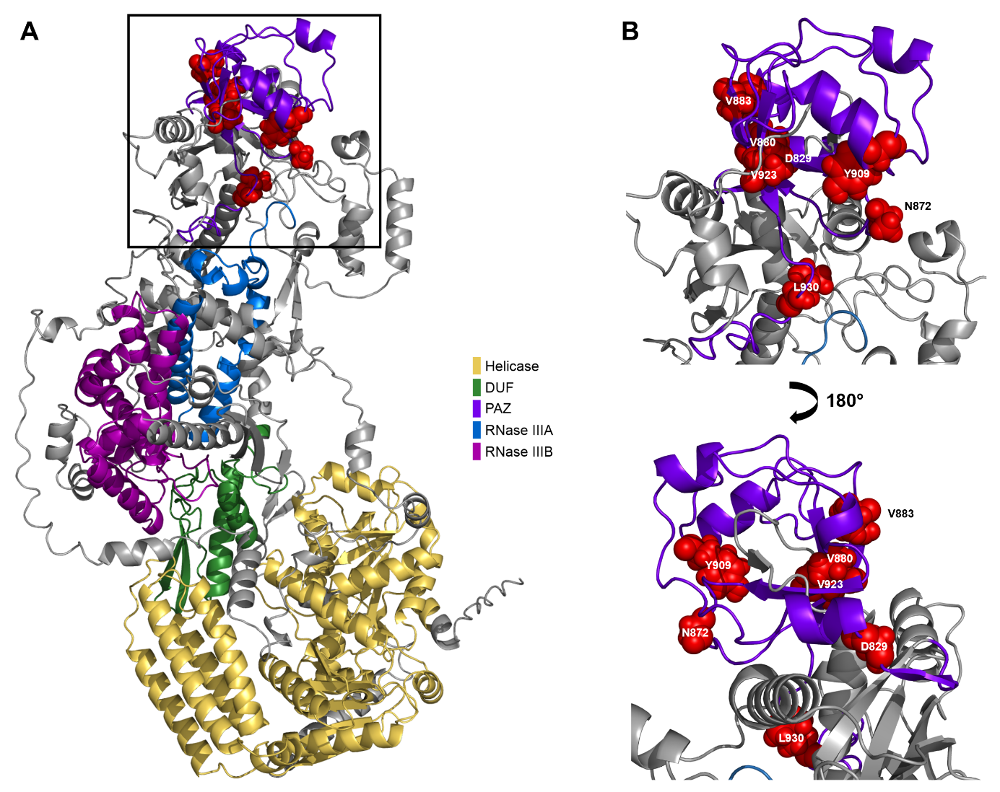 A
B
V883
V880
D829
V923
Y909
N872
L930
Helicase
DUF
PAZ
RNase IIIA
RNase IIIB
180°
V883
V880
Y909
V923
N872
D829
L930